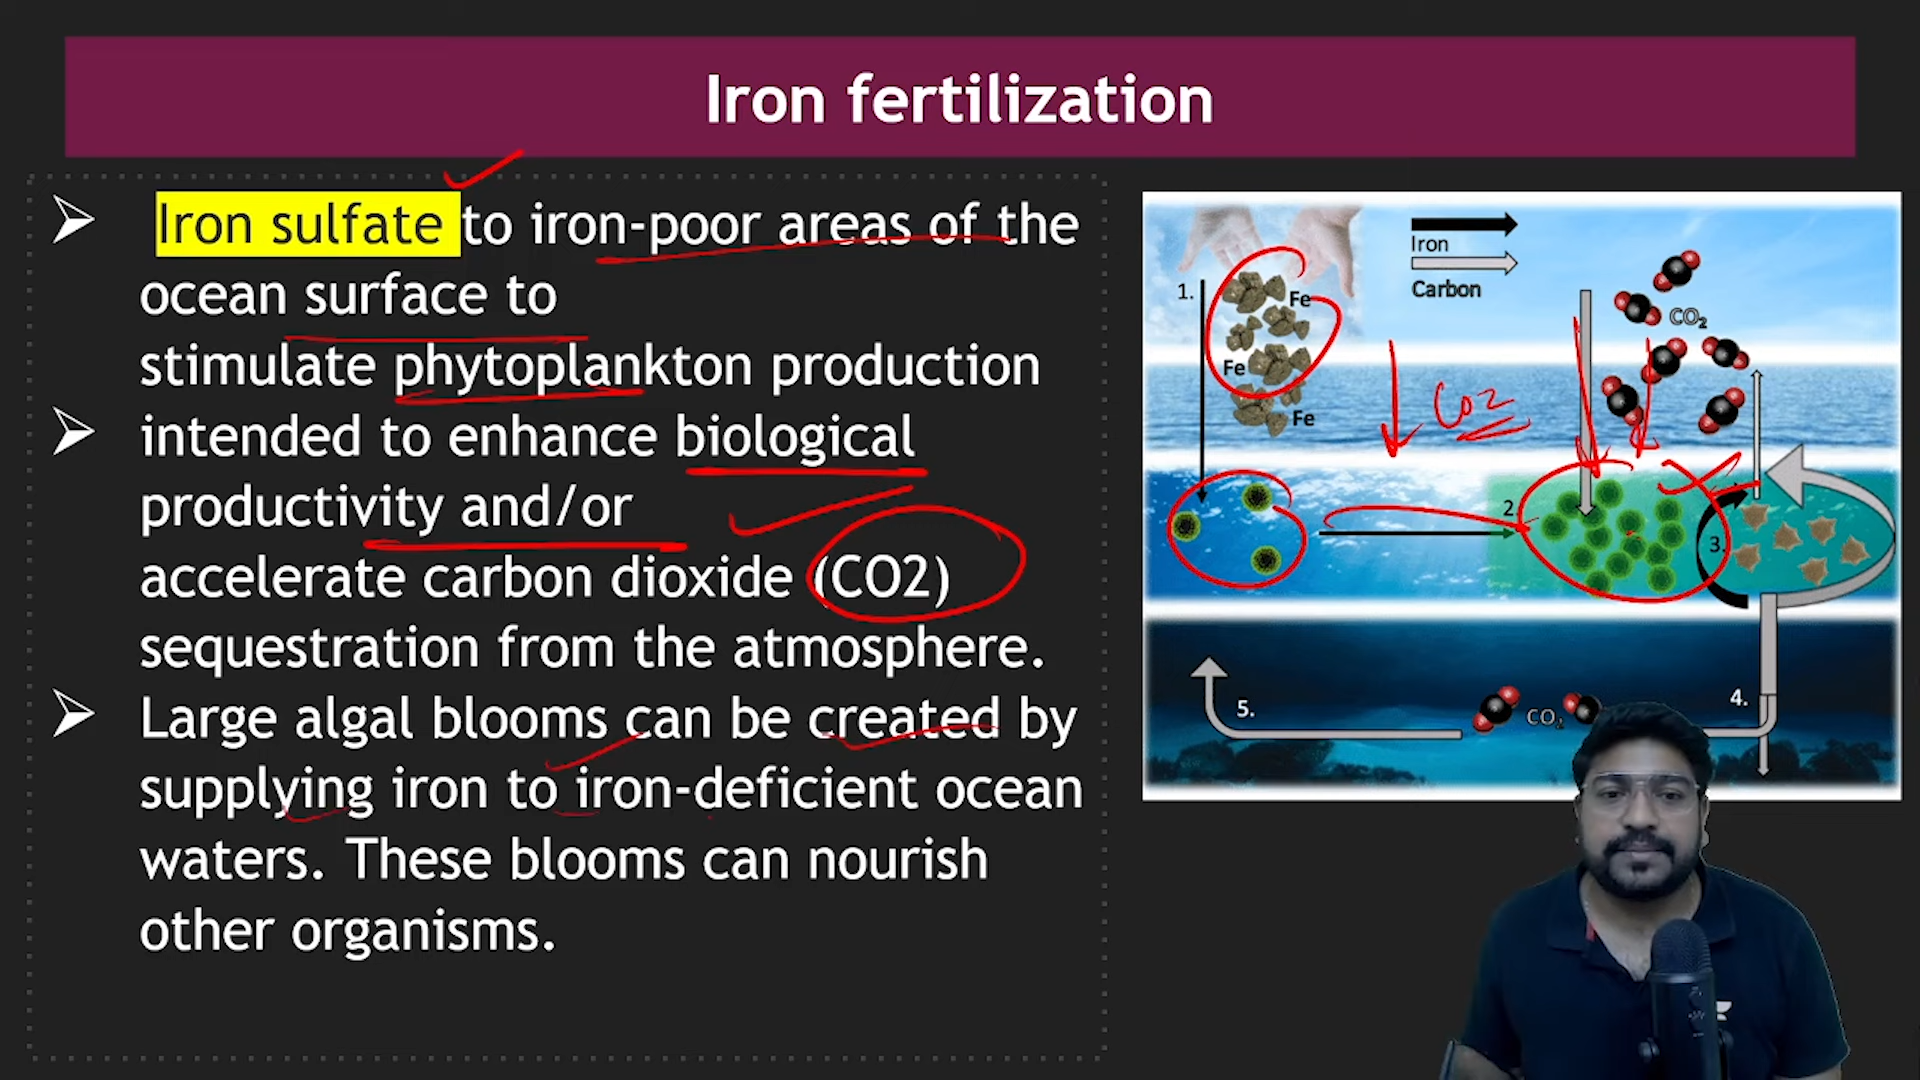 Iron fertilization
Iron sulfate to iron-poor areas of the
ocean surface to
stimulate phytoplankton production
intended to enhance biological
productivity and/or
accelerate carbon dioxide (CO2)
sequestration from the atmosphere.
Large algal blooms can be created by
supplying iron to iron-deficient ocean
waters. These blooms can nourish
other organisms.
Iron
Carbon
1.
Fe
Fe
Fe
CO₂
Co2
2.
3.
4.
5.
CO₂